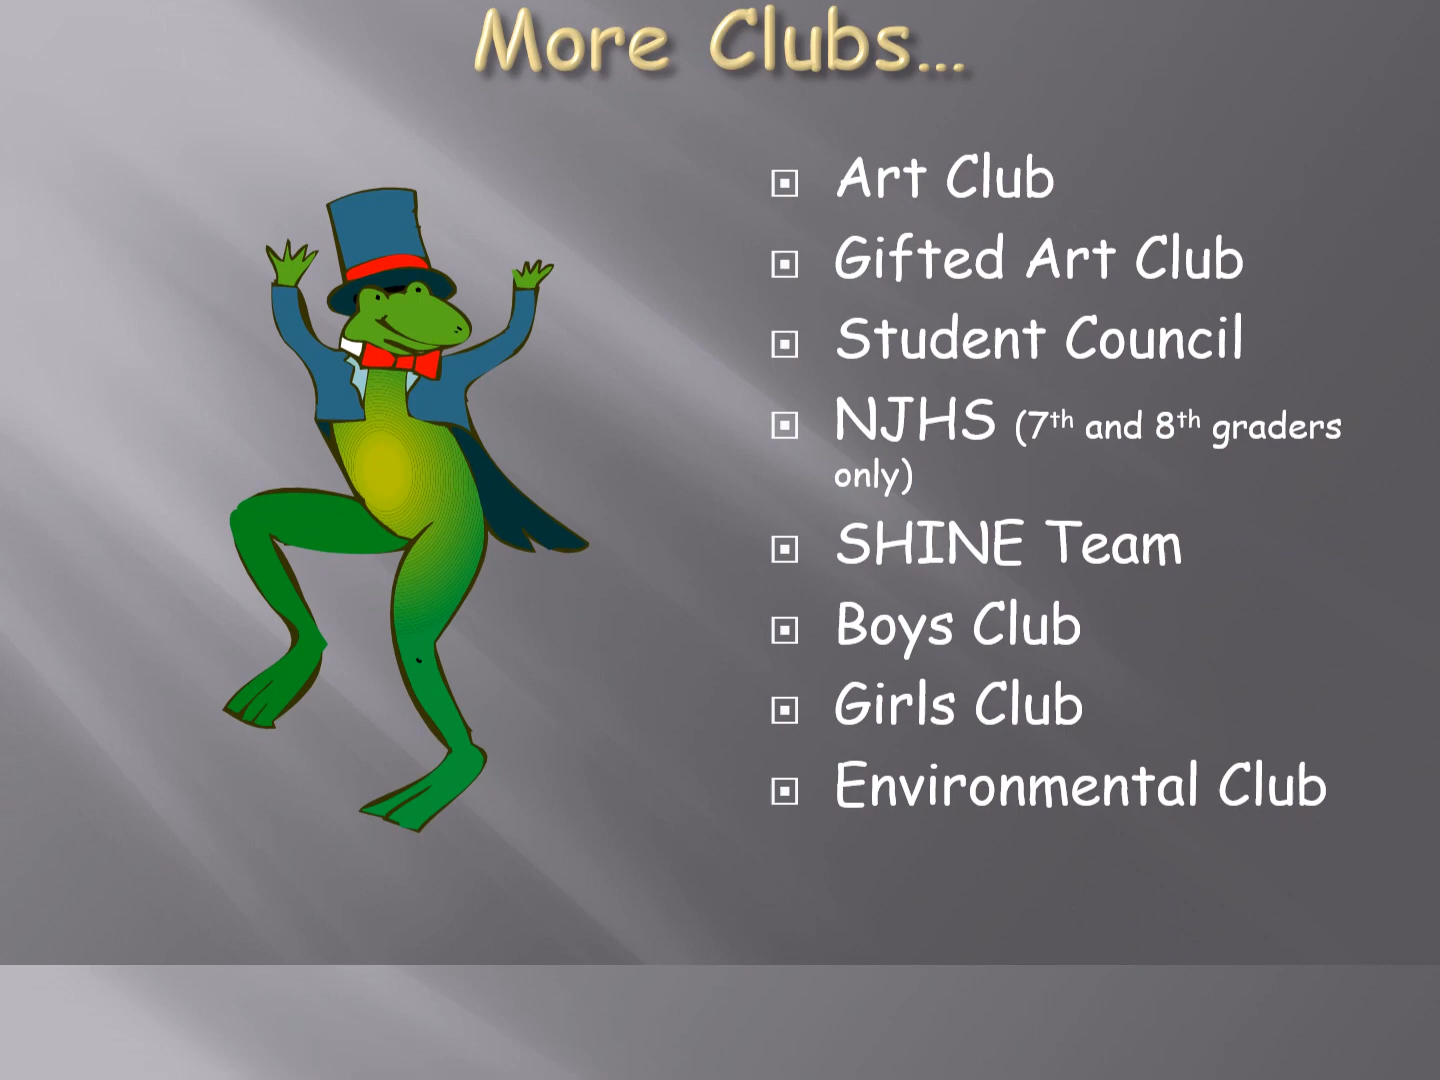 More Clubs...
Art Club
Gifted Art Club
Student Council
NJHS (7th and 8th graders
only)
SHINE Team
Boys Club
Girls Club
Environmental Club